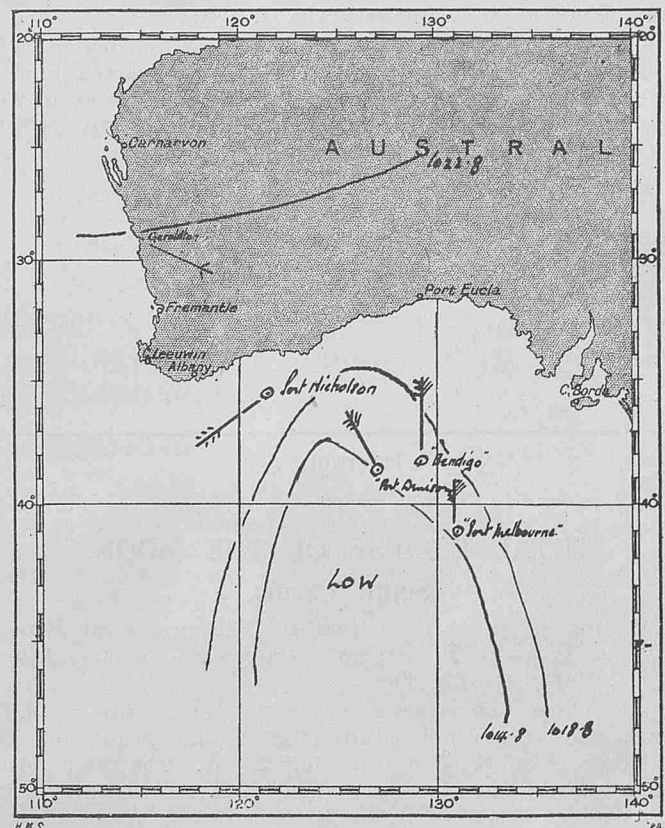 110° 120° 130° 140°
20° 20°
Carnarvon
AUSTRAL
1022.8
Geraldton
30° 30°
Port Eucla
Fremantle
Leeuwin
Albany
Port Nicholson
C. Borda
"Bendigo"
"Port Denison"
40° 40°
"Port Melbourne"
LOW
1014.8 1018.8
50° 50°
110° 120° 130° 140°
H.M.S.